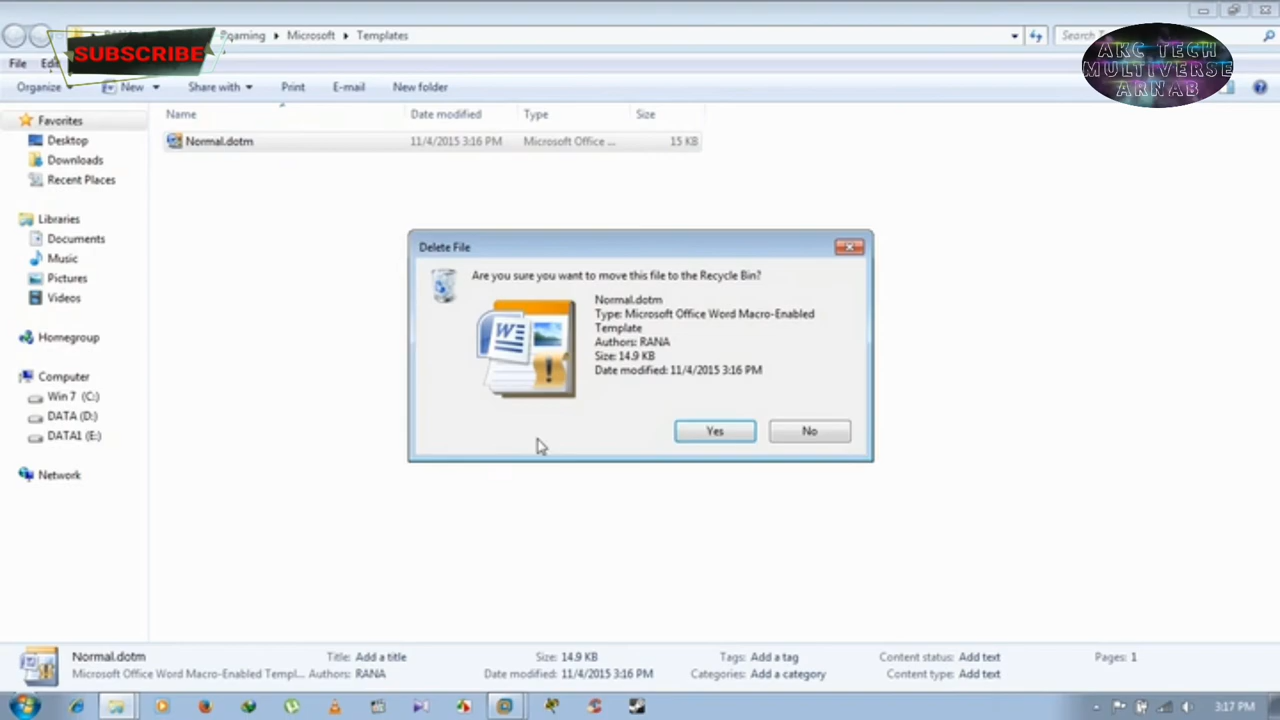 Roaming ▸ Microsoft ▸ Templates
SUBSCRIBE
AKC TECH
MULTIVERSE
ARNAB
File
Organize
New
Share with
Print
E-mail
New folder
Name
Date modified
Type
Size
Normal.dotm
11/4/2015 3:16 PM
Microsoft Office ...
15 KB
Favorites
Desktop
Downloads
Recent Places
Libraries
Documents
Music
Pictures
Videos
Homegroup
Computer
Win 7 (C:)
DATA (D:)
DATA1 (E:)
Network
Delete File
Are you sure you want to move this file to the Recycle Bin?
Normal.dotm
Type: Microsoft Office Word Macro-Enabled
Template
Authors: RANA
Size: 14.9 KB
Date modified: 11/4/2015 3:16 PM
Yes
No
Normal.dotm
Title: Add a title
Size: 14.9 KB
Tags: Add a tag
Content status: Add text
Pages: 1
Microsoft Office Word Macro-Enabled Templ...
Authors: RANA
Date modified: 11/4/2015 3:16 PM
Categories: Add a category
Content type: Add text
3:17 PM